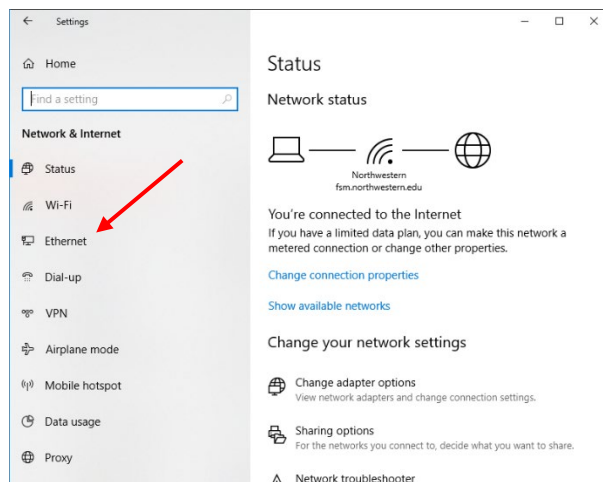 Settings
Home
Find a setting
Network & Internet
Status
Wi-Fi
Ethernet
Dial-up
VPN
Airplane mode
Mobile hotspot
Data usage
Proxy
Status
Network status
Northwestern
fsm.northwestern.edu
You're connected to the Internet
If you have a limited data plan, you can make this network a
metered connection or change other properties.
Change connection properties
Show available networks
Change your network settings
Change adapter options
View network adapters and change connection settings.
Sharing options
For the networks you connect to, decide what you want to share.
Network troubleshooter